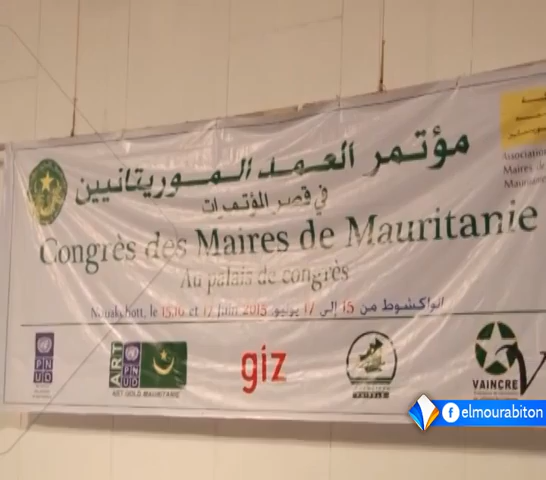 مؤتمر العمد الموريتانيين
في قصر المؤتمرات
Congrès des Maires de Mauritanie
Au palais de congrès
Nouakchott, le 15,16 et 17 Juin 2015 انواكشوط من 15 إلى 17 يونيو
Association
Maires de
Mauritanie
PNUD
ART PNUD
ART GOLD MAURITANIE
giz
VAINCRE
elmourabiton